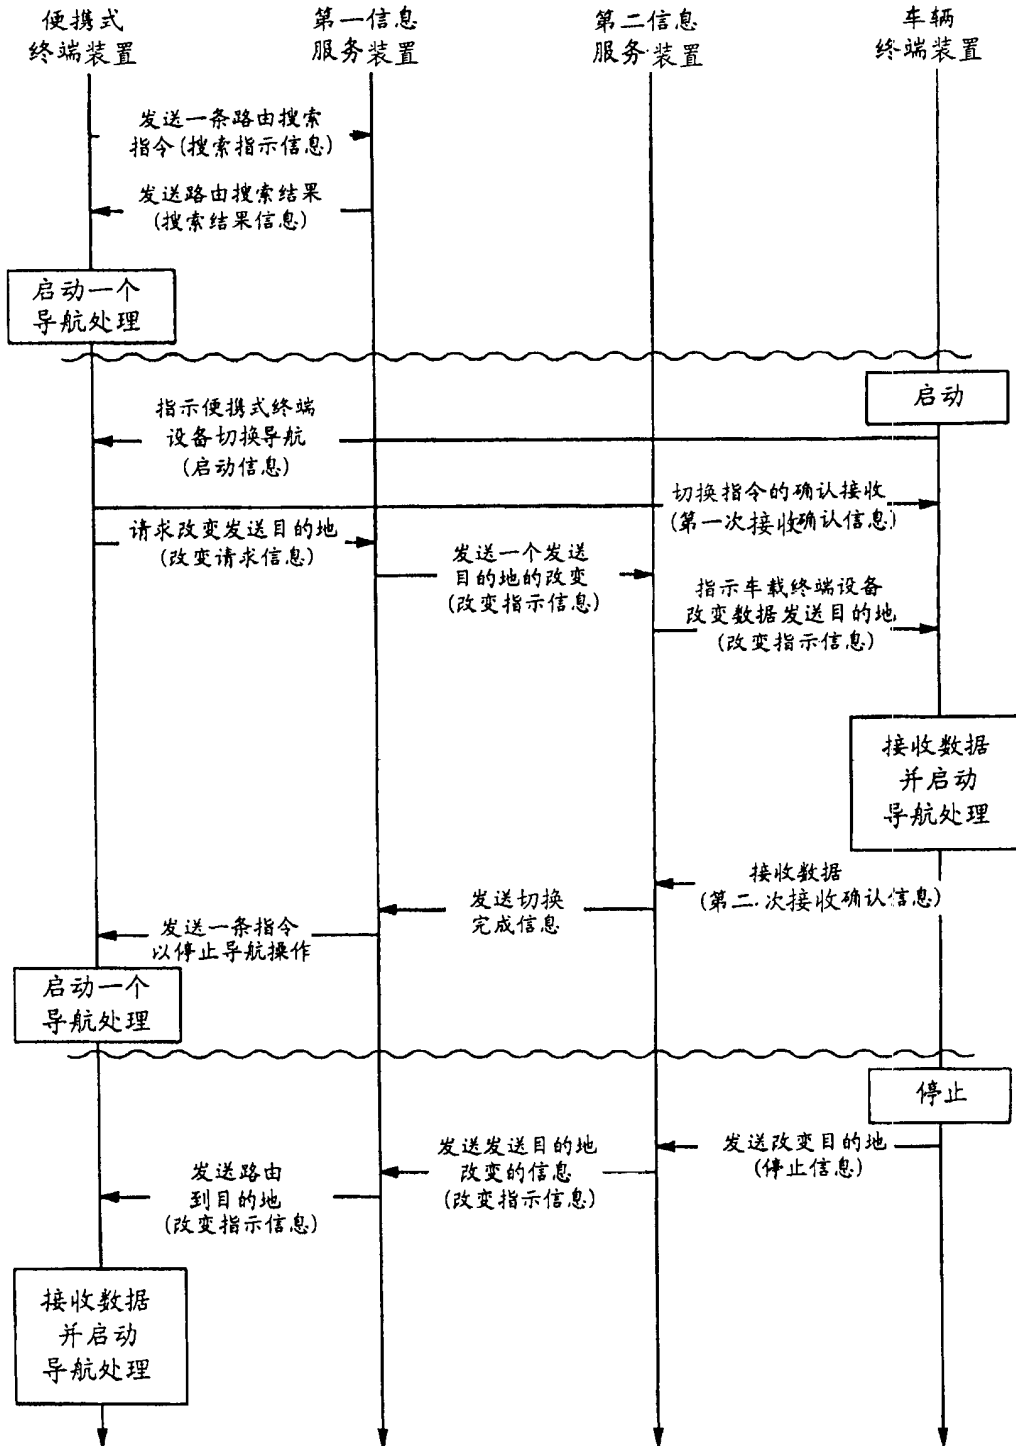 便携式
终端装置
第一信息
服务装置
第二信息
服务装置
车辆
终端装置
发送一条路由搜索
指令(搜索指示信息)
发送路由搜索结果
(搜索结果信息)
启动一个
导航处理
启动
指示便携式终端
设备切换导航
(启动信息)
切换指令的确认接收
(第一次接收确认信息)
请求改变发送目的地
(改变请求信息)
发送一个发送
目的地的改变
(改变指示信息)
指示车载终端设备
改变数据发送目的地
(改变指示信息)
接收数据
并启动
导航处理
接收数据
(第二次接收确认信息)
发送切换
完成信息
发送一条指令
以停止导航操作
启动一个
导航处理
停止
发送改变目的地
(停止信息)
发送发送目的地
改变的信息
(改变指示信息)
发送路由
到目的地
(改变指示信息)
接收数据
并启动
导航处理